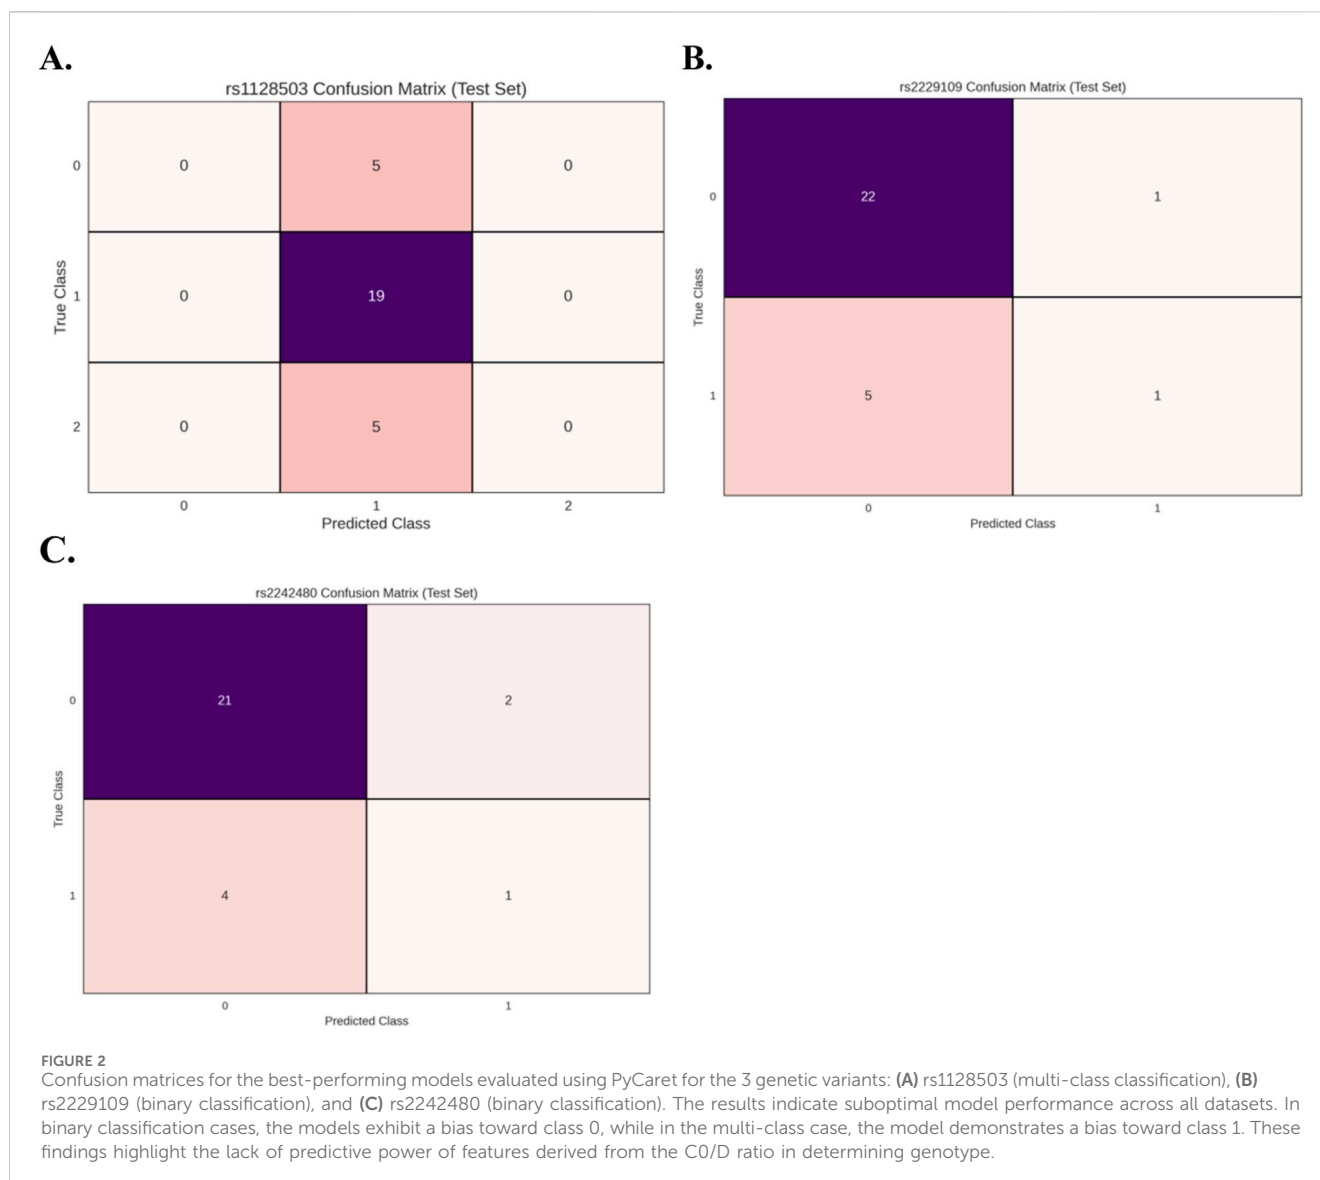 A.
rs1128503 Confusion Matrix (Test Set)
0
0 5 0
True Class
1
0 19 0
2
0 5 0
0 1 2
Predicted Class
B.
rs2229109 Confusion Matrix (Test Set)
0
22 1
True Class
1
5 1
0 1
Predicted Class
C.
rs2242480 Confusion Matrix (Test Set)
0
21 2
True Class
1
4 1
0 1
Predicted Class
FIGURE 2
Confusion matrices for the best-performing models evaluated using PyCaret for the 3 genetic variants: (A) rs1128503 (multi-class classification), (B)
rs2229109 (binary classification), and (C) rs2242480 (binary classification). The results indicate suboptimal model performance across all datasets. In
binary classification cases, the models exhibit a bias toward class 0, while in the multi-class case, the model demonstrates a bias toward class 1. These
findings highlight the lack of predictive power of features derived from the C0/D ratio in determining genotype.